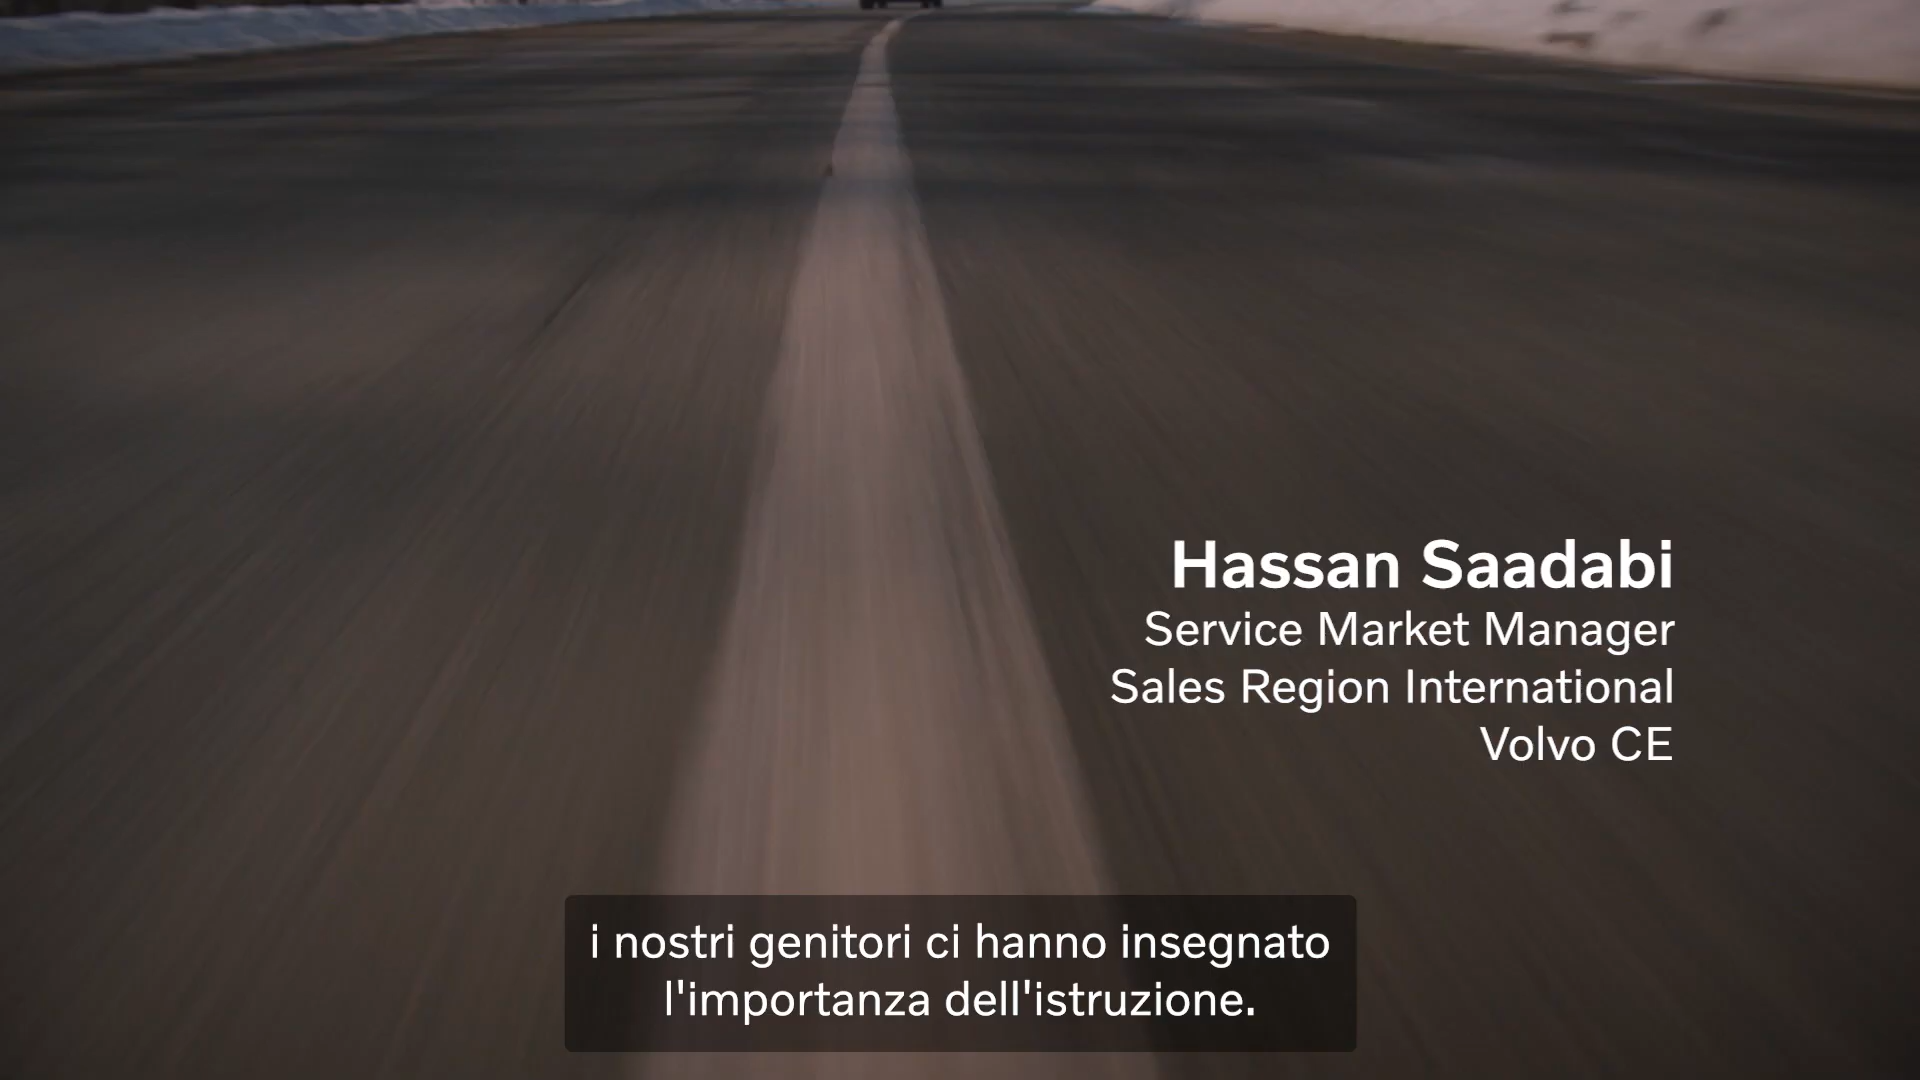 Hassan Saadabi
Service Market Manager
Sales Region International
Volvo CE
i nostri genitori ci hanno insegnato
l'importanza dell'istruzione.